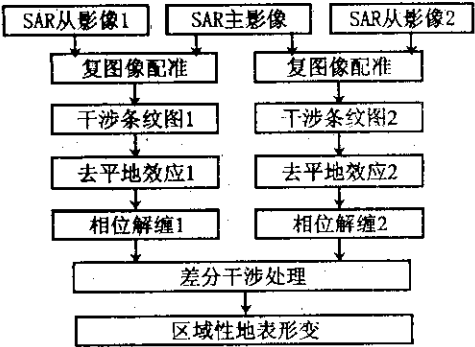 SAR从影像1 SAR主影像 SAR从影像2
复图像配准 复图像配准
干涉条纹图1 干涉条纹图2
去平地效应1 去平地效应2
相位解缠1 相位解缠2
差分干涉处理
区域性地表形变